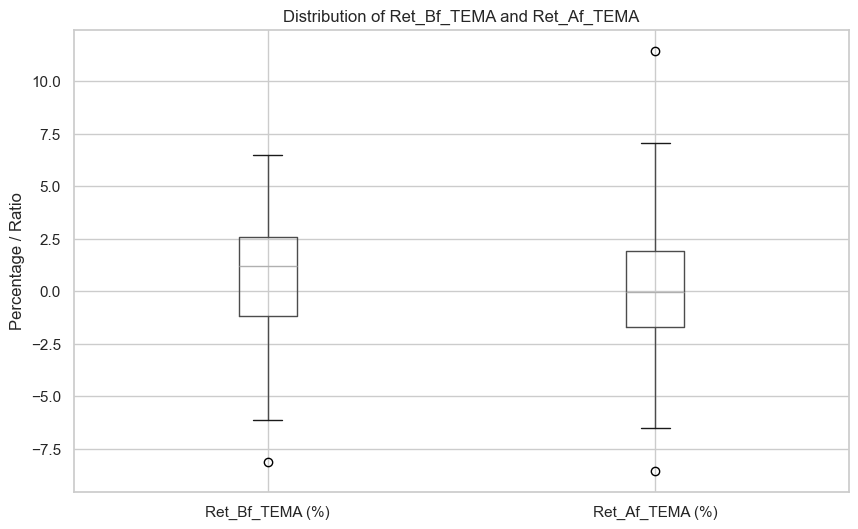 Distribution of Ret_Bf_TEMA and Ret_Af_TEMA
Percentage / Ratio
10.0
7.5
5.0
2.5
0.0
−2.5
−5.0
−7.5
Ret_Bf_TEMA (%)
Ret_Af_TEMA (%)